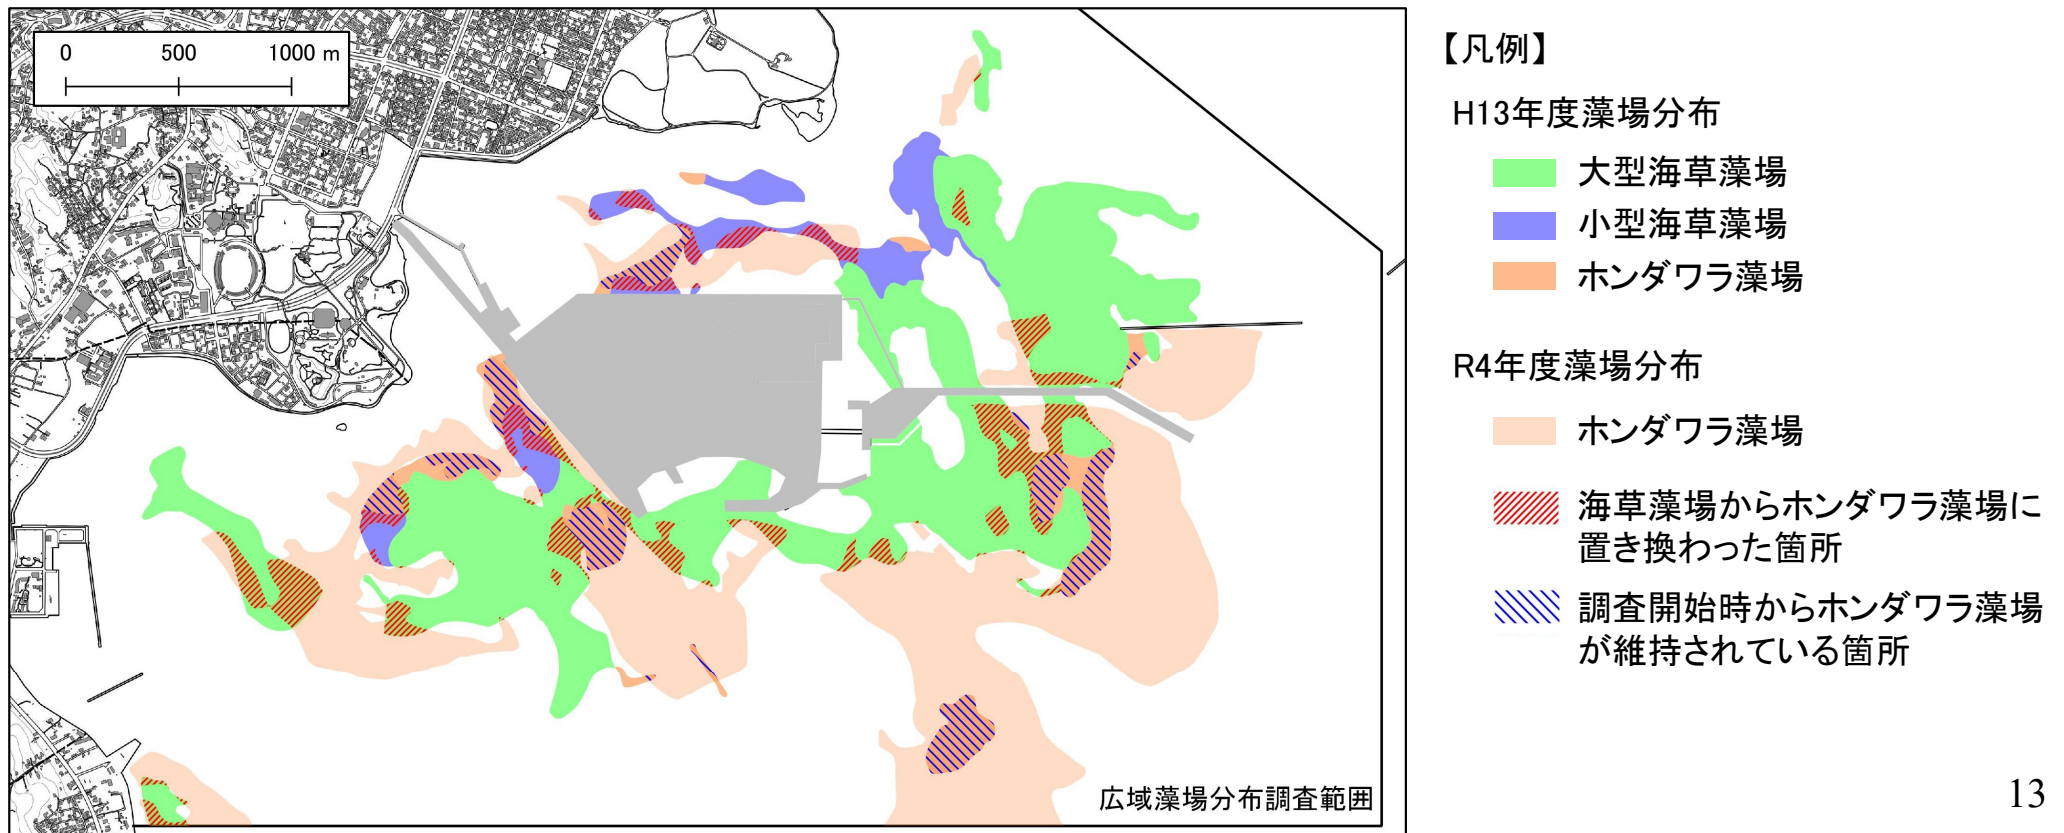 0 500 1000 m
【凡例】
H13年度藻場分布
大型海草藻場
小型海草藻場
ホンダワラ藻場
R4年度藻場分布
ホンダワラ藻場
海草藻場からホンダワラ藻場に
置き換わった箇所
調査開始時からホンダワラ藻場
が維持されている箇所
広域藻場分布調査範囲
13